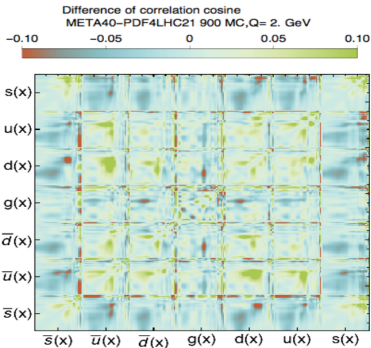 Difference of correlation cosine
META40-PDF4LHC21 900 MC,Q= 2. GeV
−0.10 −0.05 0 0.05 0.10
s(x)
u(x)
d(x)
g(x)
d̅(x)
u̅(x)
s̅(x)
s̅(x) u̅(x) d̅(x) g(x) d(x) u(x) s(x)